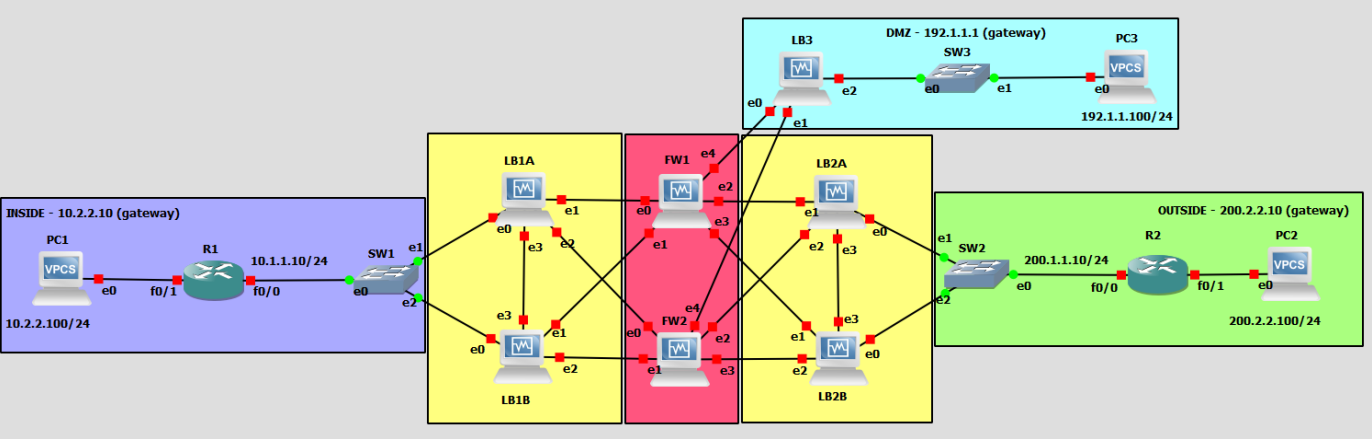 DMZ - 192.1.1.1 (gateway)
LB3
SW3
PC3
VPCS
e2
e0
e1
e0
e0
e1
192.1.1.100/24
INSIDE - 10.2.2.10 (gateway)
PC1
VPCS
e0
10.2.2.100/24
R1
f0/1
f0/0
10.1.1.10/24
SW1
e0
e1
e2
LB1A
e0
e1
e2
e3
LB1B
e3
e0
e1
e2
FW1
e4
e2
e0
e3
e1
FW2
e4
e0
e2
e1
e3
LB2A
e1
e0
e2
e3
LB2B
e3
e1
e0
e2
OUTSIDE - 200.2.2.10 (gateway)
SW2
e1
e0
e2
200.1.1.10/24
R2
f0/0
f0/1
PC2
VPCS
e0
200.2.2.100/24